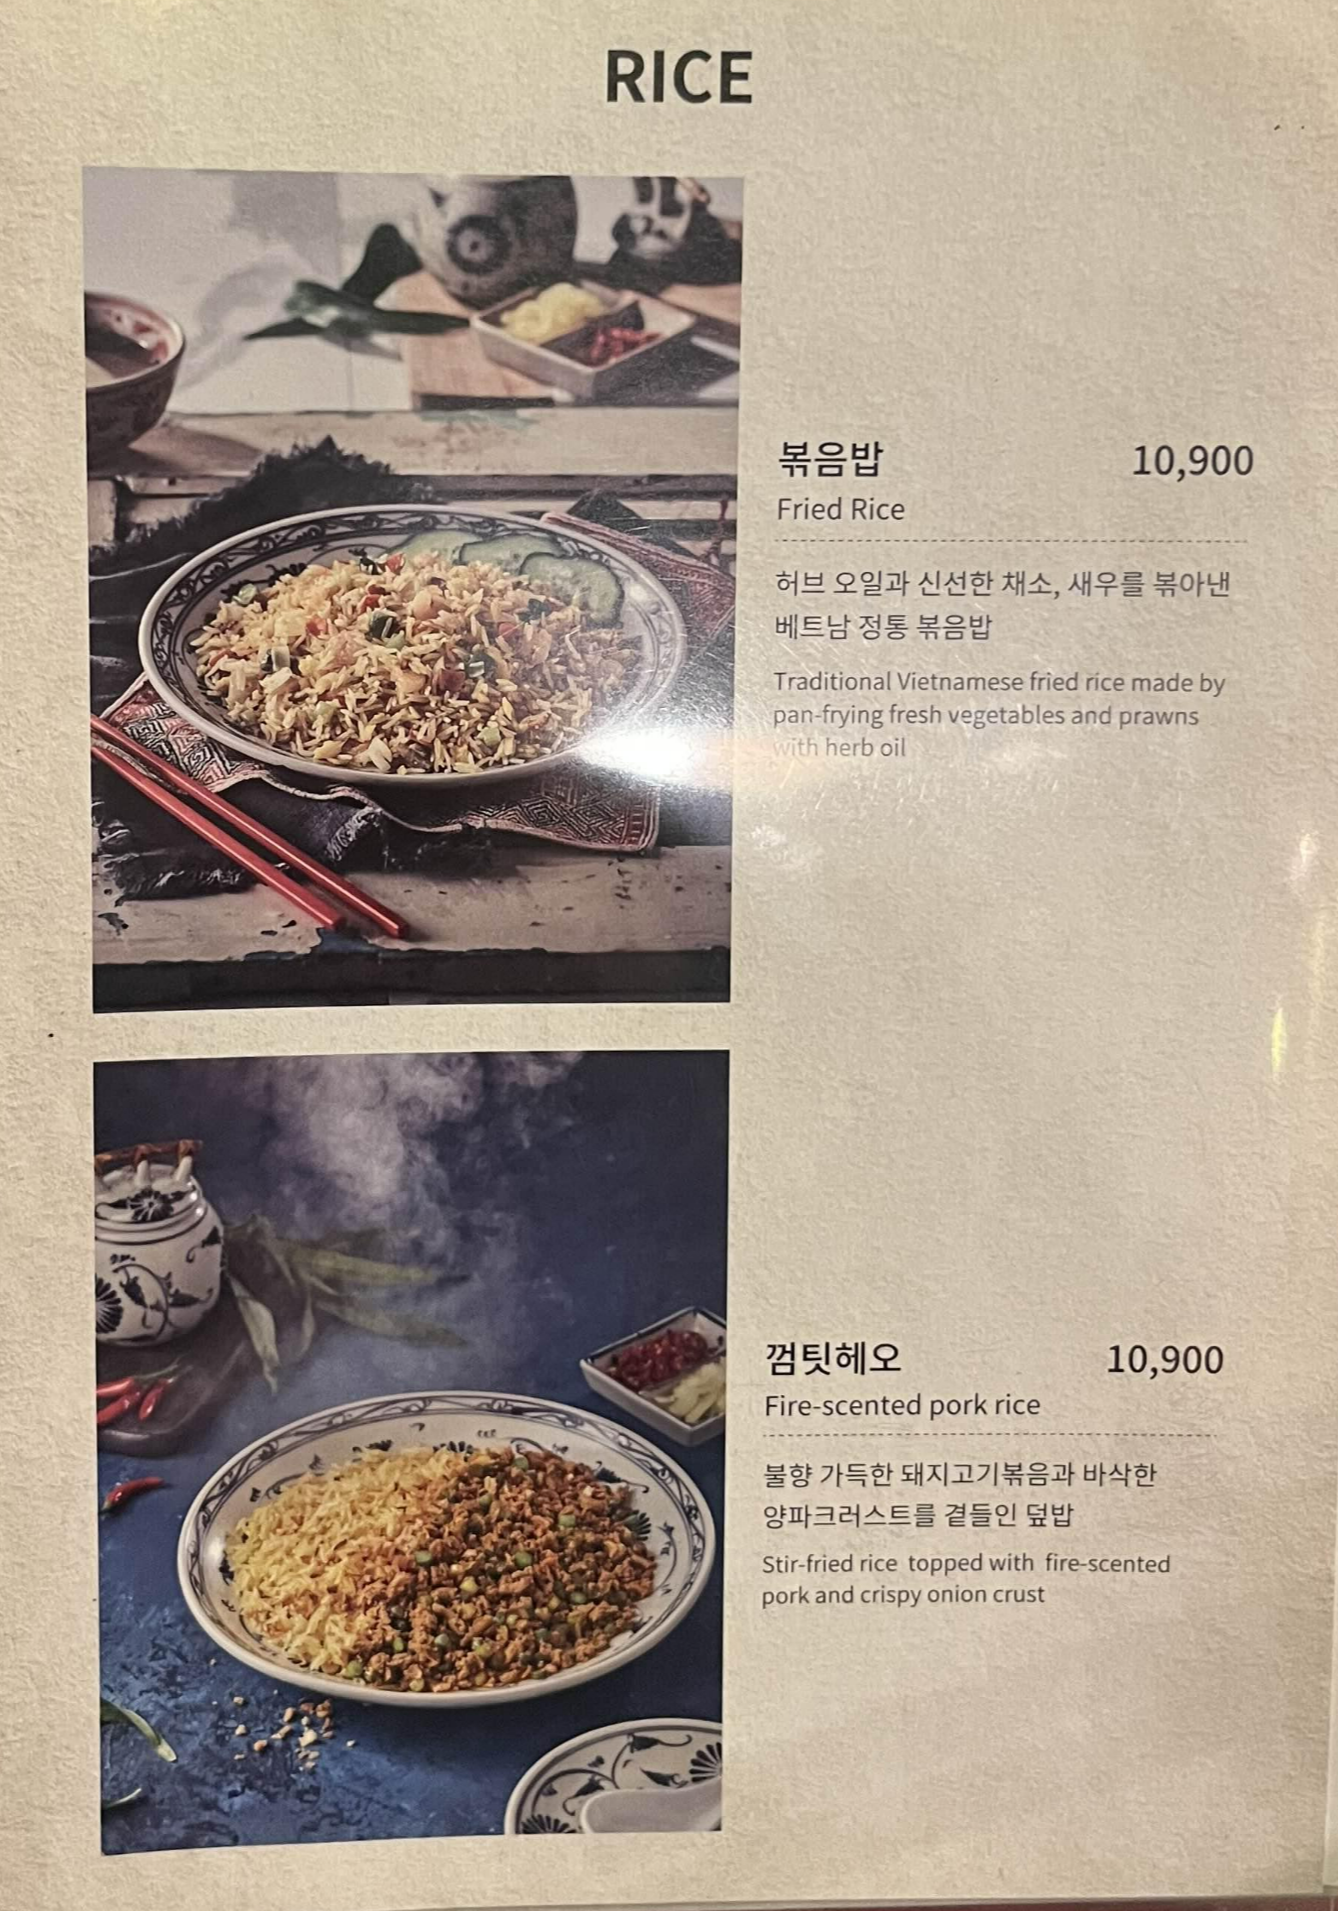 RICE
볶음밥 10,900
Fried Rice
허브 오일과 신선한 채소, 새우를 볶아낸
베트남 정통 볶음밥
Traditional Vietnamese fried rice made by
pan-frying fresh vegetables and prawns
with herb oil
껌팃헤오 10,900
Fire-scented pork rice
불향 가득한 돼지고기볶음과 바삭한
양파크러스트를 곁들인 덮밥
Stir-fried rice topped with fire-scented
pork and crispy onion crust